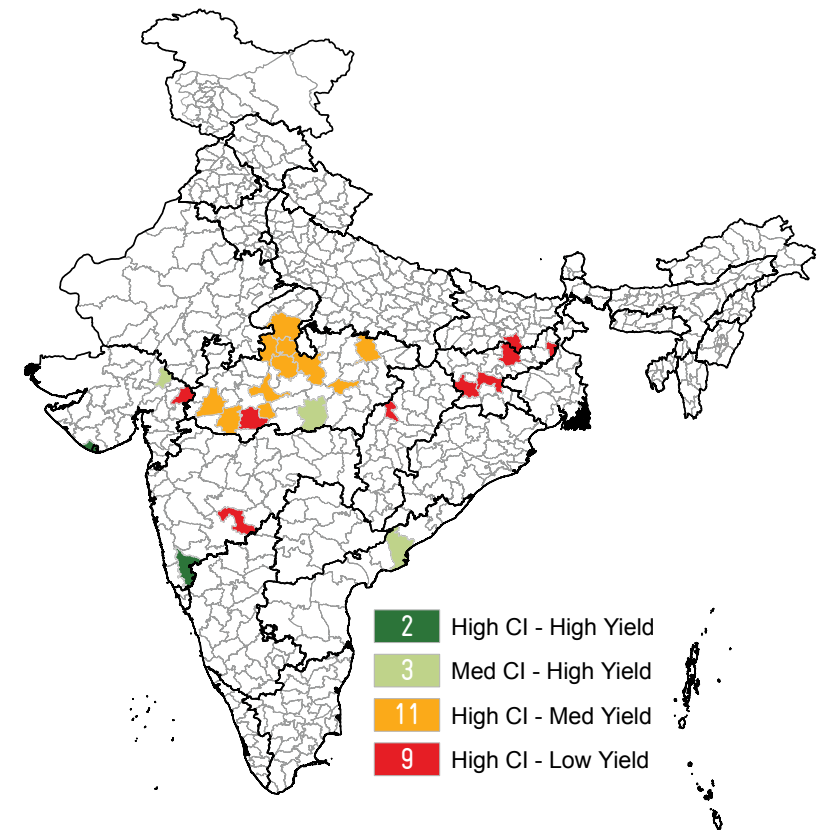 2 High CI - High Yield
3 Med CI - High Yield
11 High CI - Med Yield
9 High CI - Low Yield